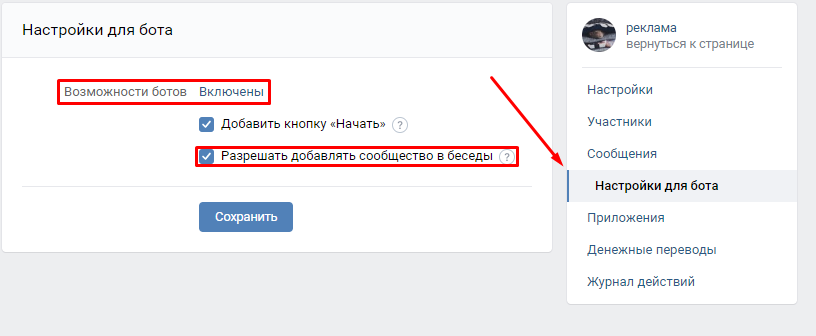 Настройки для бота
Возможности ботов Включены
Добавить кнопку «Начать» ?
Разрешать добавлять сообщество в беседы ?
Сохранить
реклама
вернуться к странице
Настройки
Участники
Сообщения
Настройки для бота
Приложения
Денежные переводы
Журнал действий